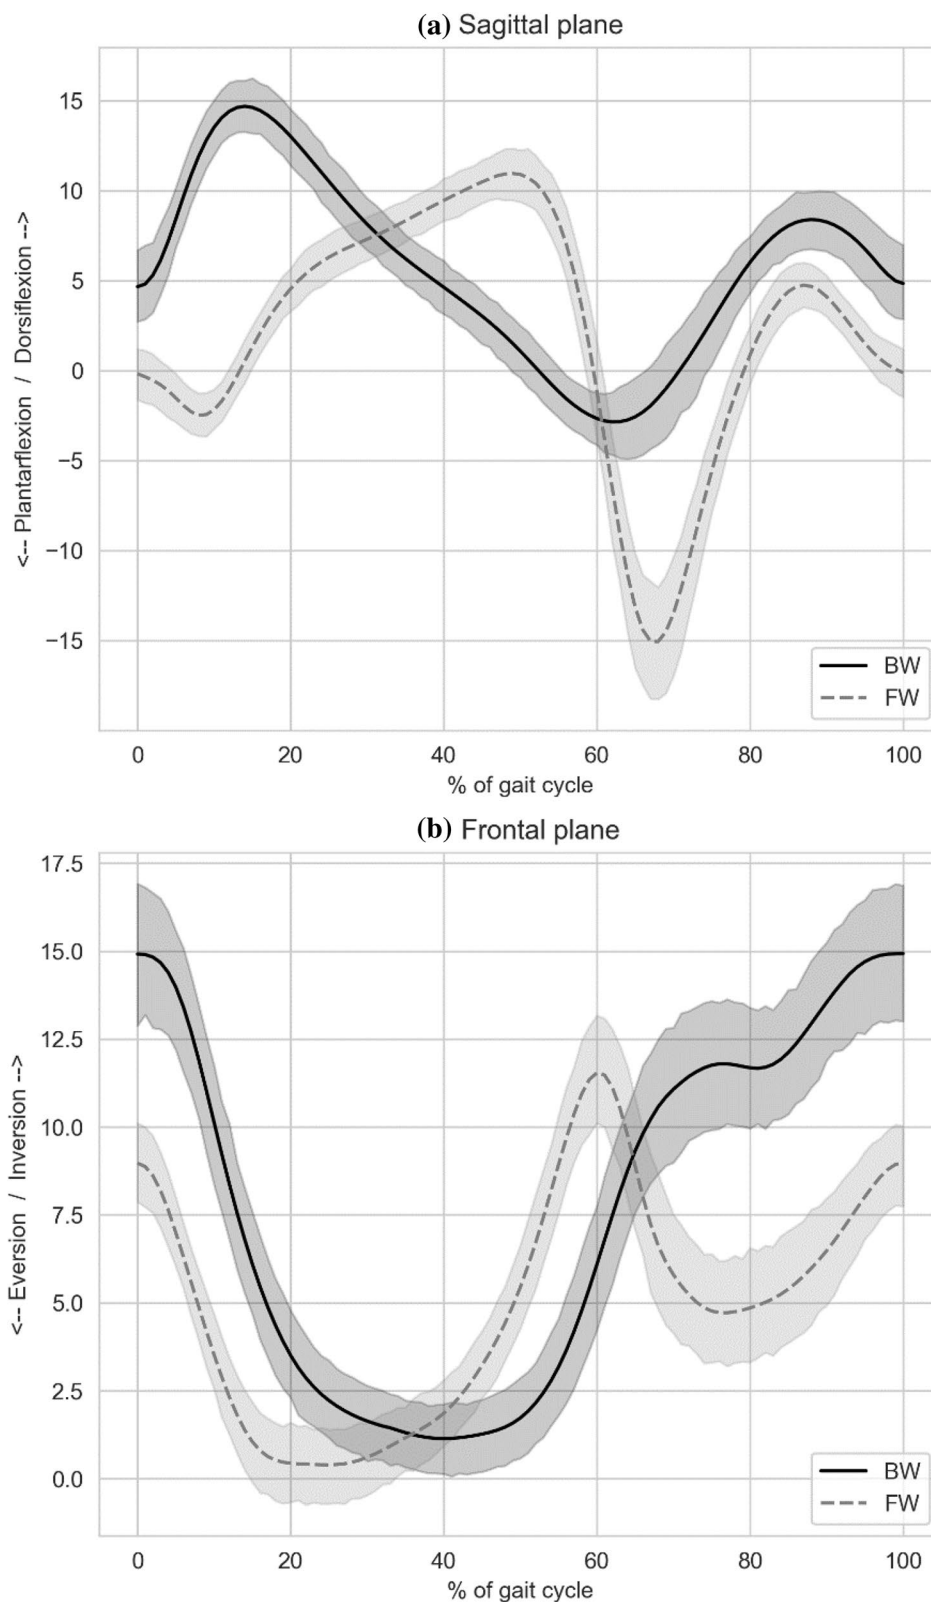 (a) Sagittal plane
<-- Plantarflexion / Dorsiflexion -->
15
10
5
0
−5
−10
−15
BW
FW
0 20 40 60 80 100
% of gait cycle
(b) Frontal plane
<-- Eversion / Inversion -->
17.5
15.0
12.5
10.0
7.5
5.0
2.5
0.0
BW
FW
0 20 40 60 80 100
% of gait cycle